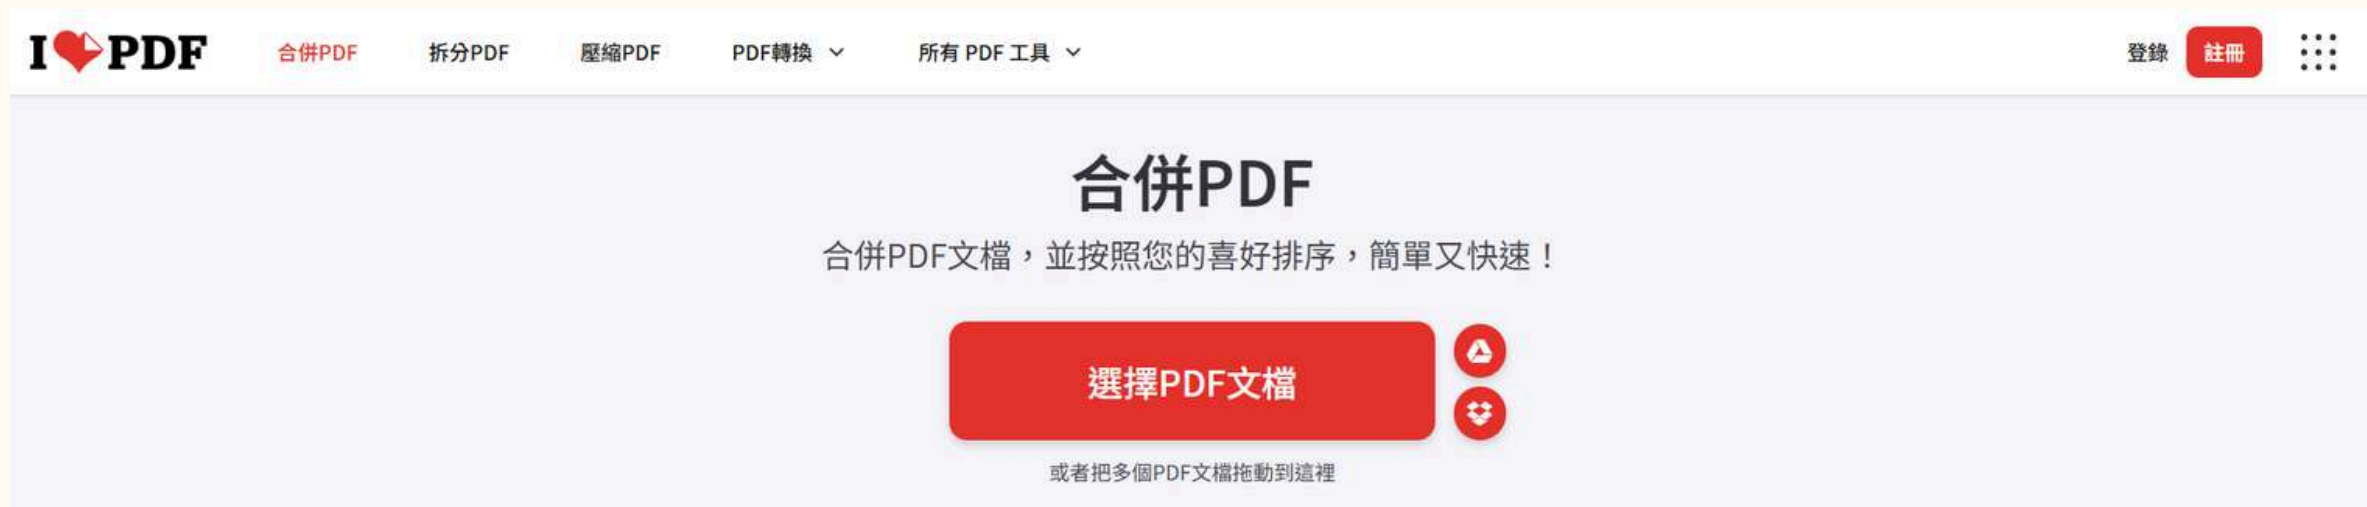 I PDF
合併PDF
拆分PDF
壓縮PDF
PDF轉換
所有 PDF 工具
登錄
註冊
合併PDF
合併PDF文檔，並按照您的喜好排序，簡單又快速！
選擇PDF文檔
或者把多個PDF文檔拖動到這裡